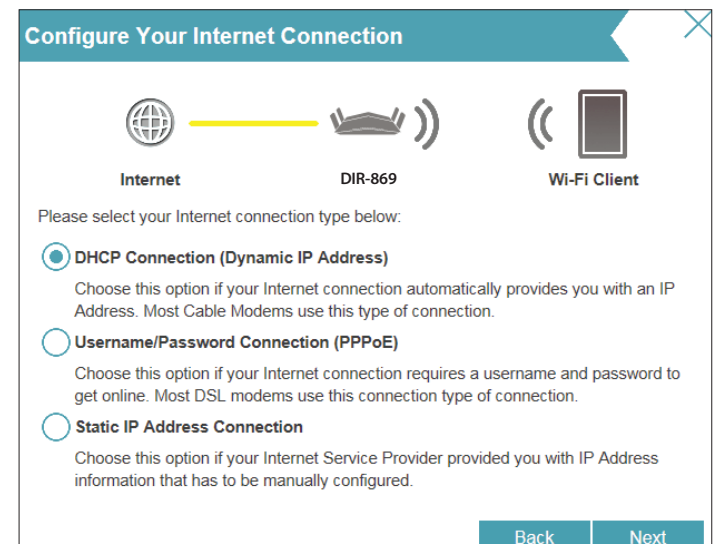 Configure Your Internet Connection
Internet
DIR-869
Wi-Fi Client
Please select your Internet connection type below:
DHCP Connection (Dynamic IP Address)
Choose this option if your Internet connection automatically provides you with an IP
Address. Most Cable Modems use this type of connection.
Username/Password Connection (PPPoE)
Choose this option if your Internet connection requires a username and password to
get online. Most DSL modems use this connection type of connection.
Static IP Address Connection
Choose this option if your Internet Service Provider provided you with IP Address
information that has to be manually configured.
Back
Next